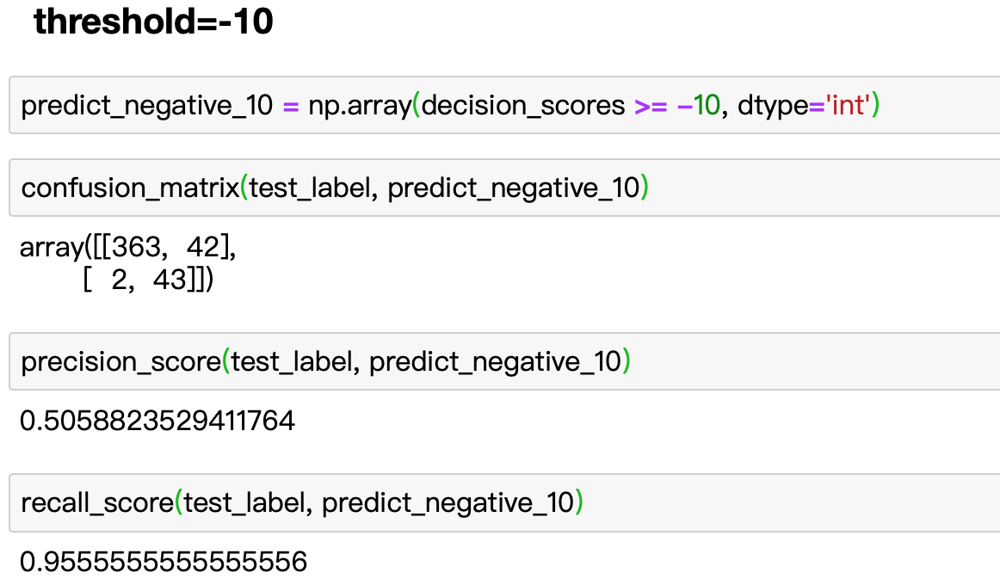 threshold=-10
predict_negative_10 = np.array(decision_scores >= -10, dtype='int')
confusion_matrix(test_label, predict_negative_10)
array([[363, 42],
[ 2, 43]])
precision_score(test_label, predict_negative_10)
0.5058823529411764
recall_score(test_label, predict_negative_10)
0.9555555555555556